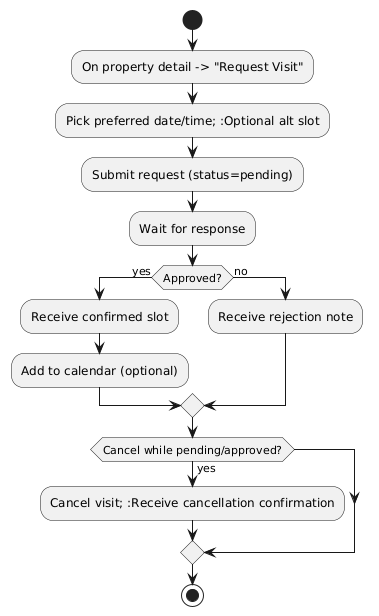 On property detail -> "Request Visit"
Pick preferred date/time; :Optional alt slot
Submit request (status=pending)
Wait for response
Approved?
yes
no
Receive confirmed slot
Receive rejection note
Add to calendar (optional)
Cancel while pending/approved?
yes
Cancel visit; :Receive cancellation confirmation